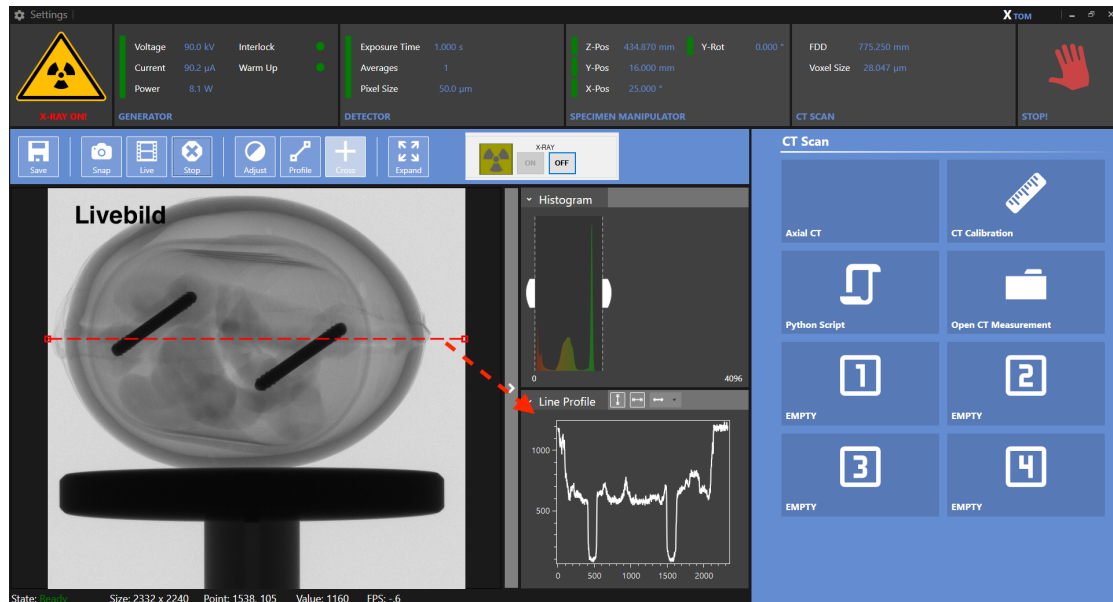 Settings
X TOM
X-RAY ON!
Voltage 90.0 kV Interlock
Current 90.2 µA Warm Up
Power 8.1 W
GENERATOR
Exposure Time 1.000 s
Averages 1
Pixel Size 50.0 µm
DETECTOR
Z-Pos 434.870 mm Y-Rot 0.000 °
Y-Pos 16.000 mm
X-Pos 25.000 °
SPECIMEN MANIPULATOR
FDD 775.250 mm
Voxel Size 28.047 µm
CT SCAN
STOP!
Save Snap Live Stop Adjust Profile Cross Expand
X-RAY
ON OFF
Livebild
Histogram
0 4096
Line Profile
1000
500
0 500 1000 1500 2000
CT Scan
Axial CT
CT Calibration
Python Script
Open CT Measurement
1
EMPTY
2
EMPTY
3
EMPTY
4
EMPTY
State: Ready Size: 2332 x 2240 Point: 1538, 105 Value: 1160 FPS: -.6